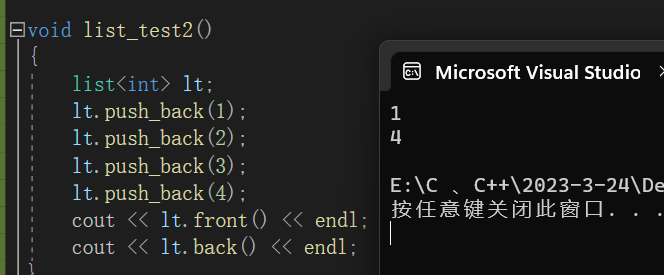 void list_test2()
{
list<int> lt;
lt.push_back(1);
lt.push_back(2);
lt.push_back(3);
lt.push_back(4);
cout << lt.front() << endl;
cout << lt.back() << endl;
}
Microsoft Visual Studio
1
4
E:\C 、C++\2023-3-24\De
按任意键关闭此窗口. . .